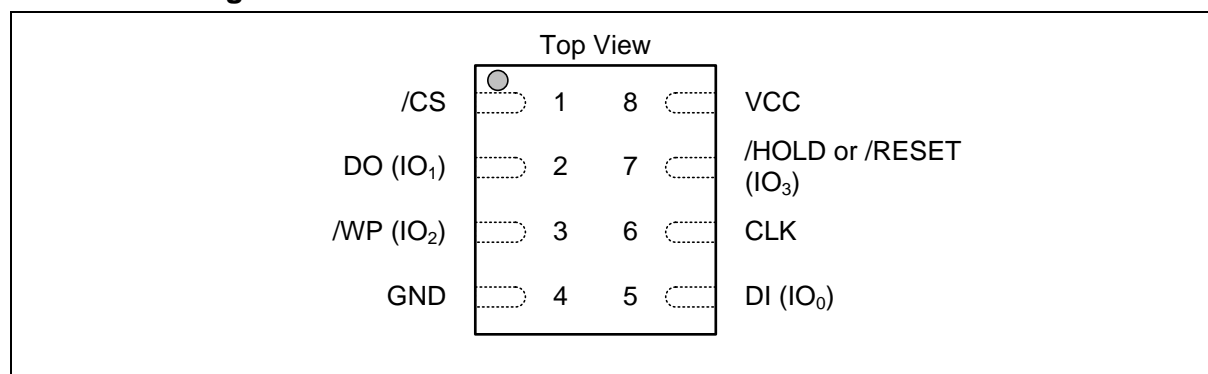 Top View
/CS 1 8 VCC
DO (IO₁) 2 7 /HOLD or /RESET
(IO₃)
/WP (IO₂) 3 6 CLK
GND 4 5 DI (IO₀)